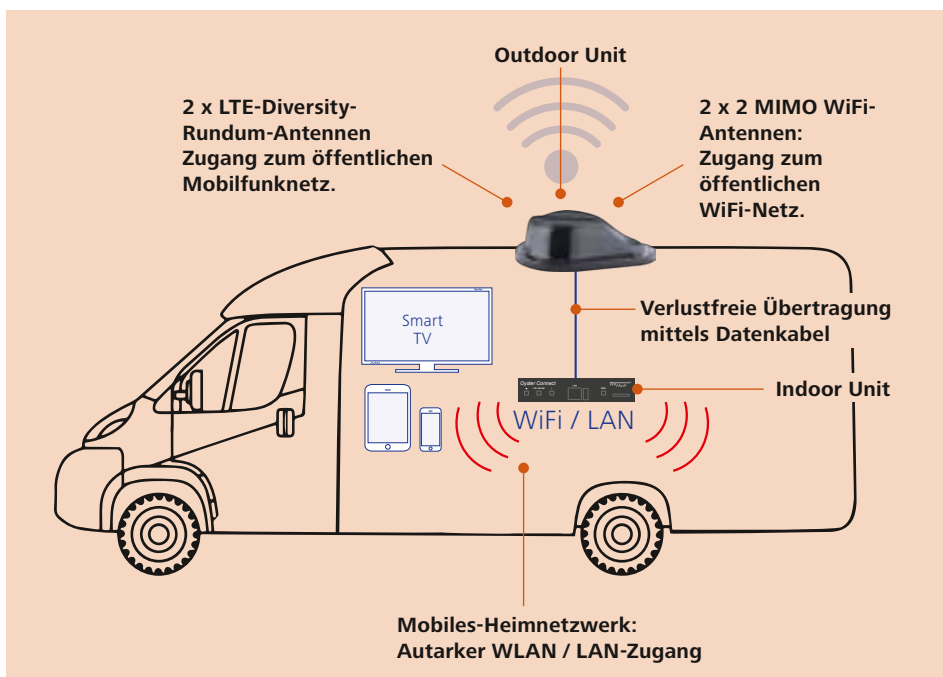 Outdoor Unit
2 x LTE-Diversity-
Rundum-Antennen
Zugang zum öffentlichen
Mobilfunknetz.
2 x 2 MIMO WiFi-
Antennen:
Zugang zum
öffentlichen
WiFi-Netz.
Smart
TV
Verlustfreie Übertragung
mittels Datenkabel
Oyster Connect
Indoor Unit
WiFi / LAN
Mobiles-Heimnetzwerk:
Autarker WLAN / LAN-Zugang